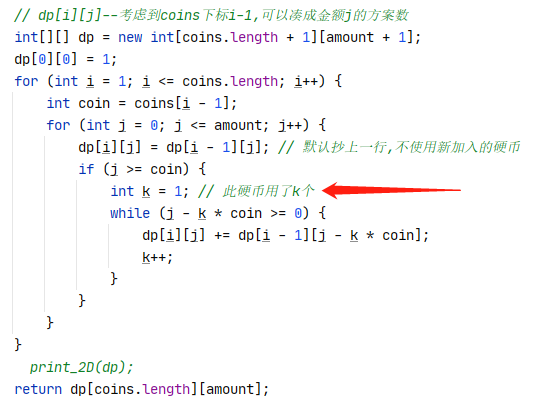 // dp[i][j]--考虑到coins下标i-1,可以凑成金额j的方案数
int[][] dp = new int[coins.length + 1][amount + 1];
dp[0][0] = 1;
for (int i = 1; i <= coins.length; i++) {
    int coin = coins[i - 1];
    for (int j = 0; j <= amount; j++) {
        dp[i][j] = dp[i - 1][j]; // 默认抄上一行,不使用新加入的硬币
        if (j >= coin) {
            int k = 1; // 此硬币用了k个
            while (j - k * coin >= 0) {
                dp[i][j] += dp[i - 1][j - k * coin];
                k++;
            }
        }
    }
}
  print_2D(dp);
return dp[coins.length][amount];